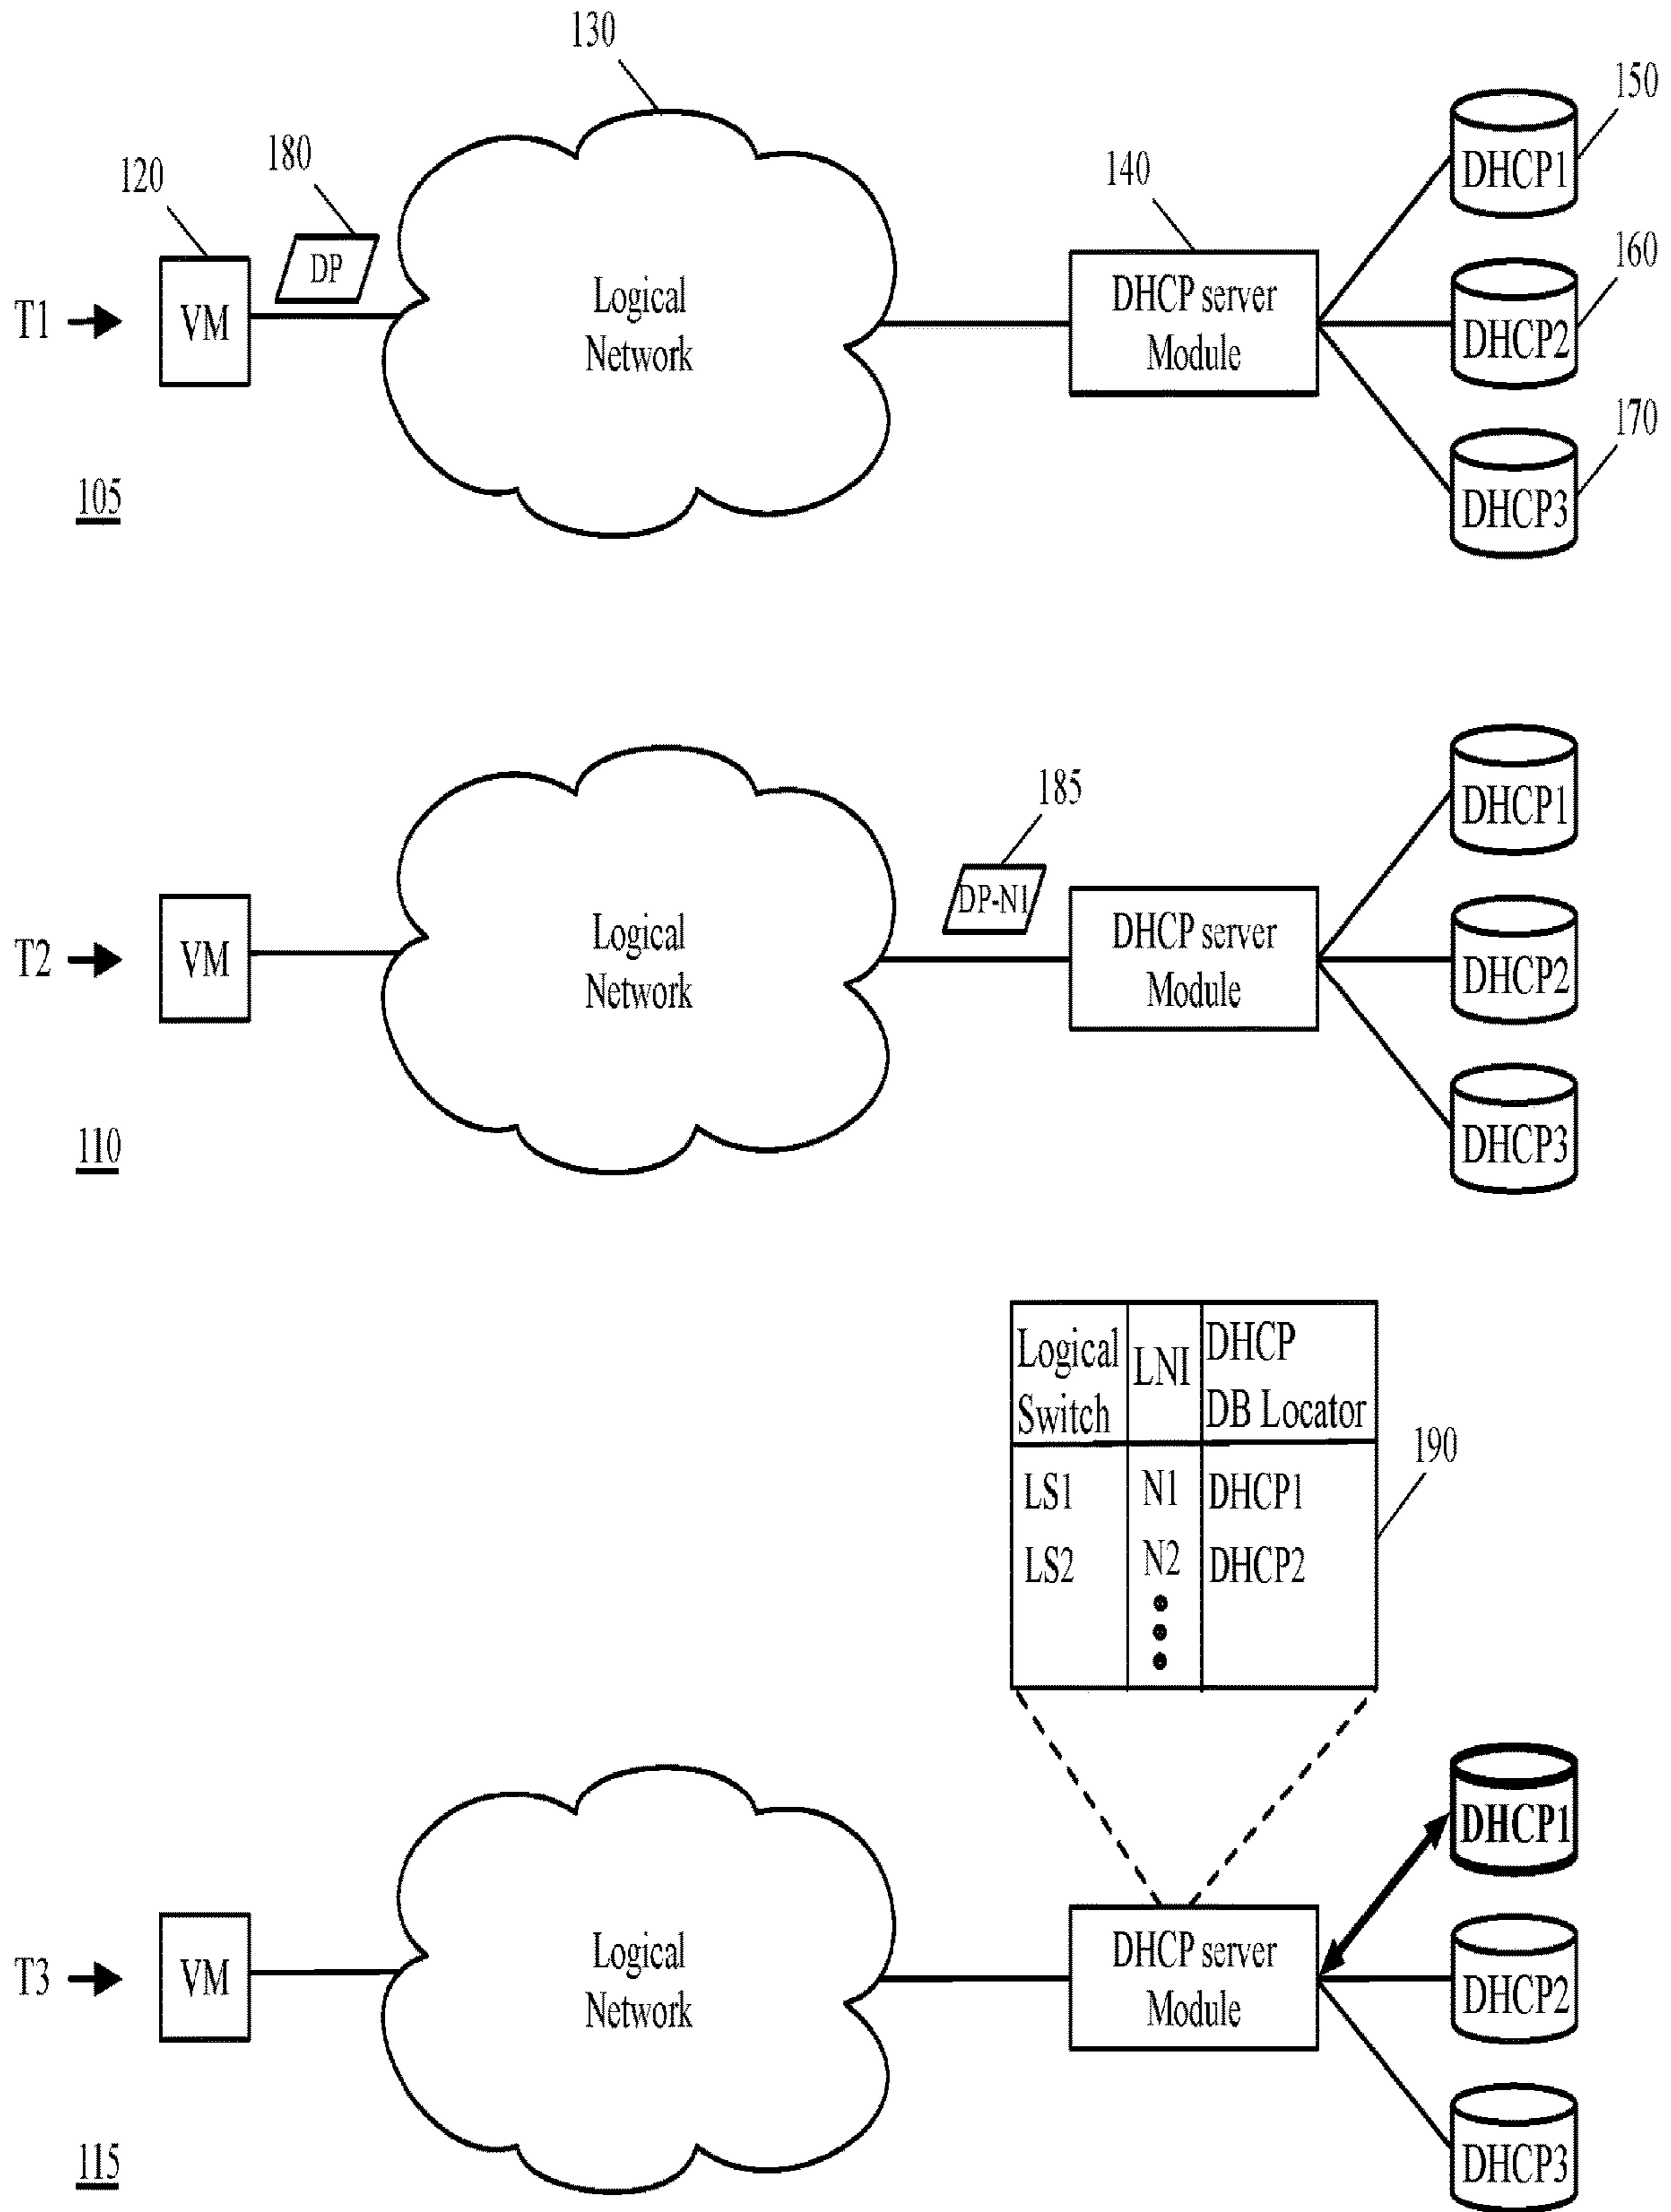 130
150
180
120
DHCP1
140
160
DP
T1
VM
Logical
Network
DHCP server
Module
DHCP2
170
105
DHCP3
DHCP1
185
DP-N1
T2
VM
Logical
Network
DHCP server
Module
DHCP2
110
DHCP3
Logical
Switch
LNI
DHCP
DB Locator
190
LS1 N1 DHCP1
LS2 N2 DHCP2
DHCP1
T3
VM
Logical
Network
DHCP server
Module
DHCP2
115
DHCP3